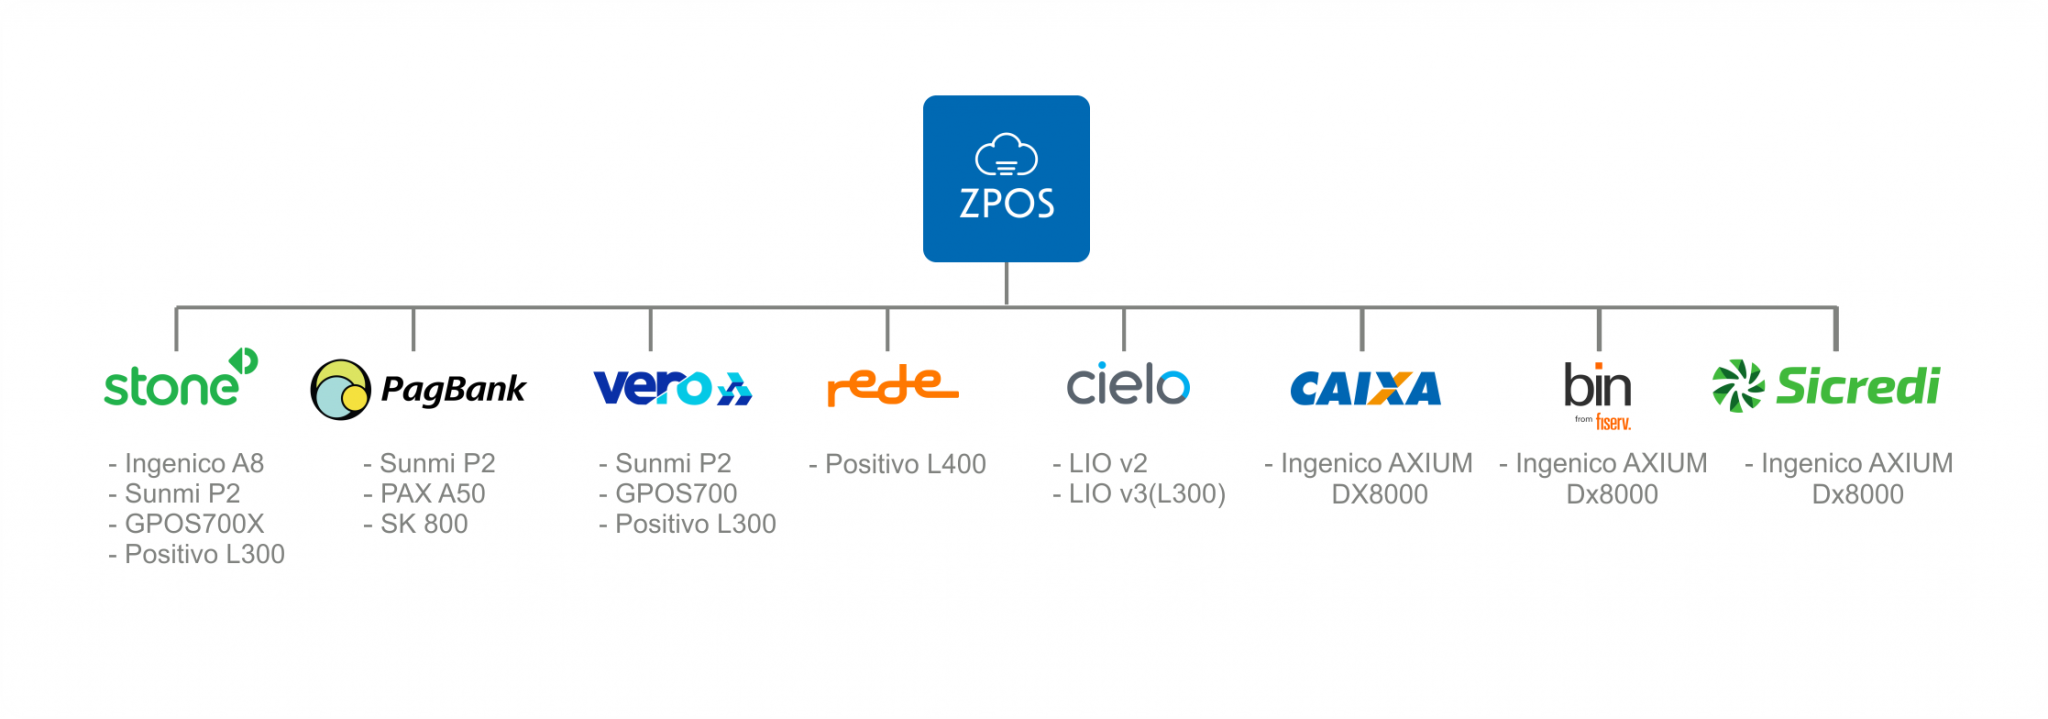 ZPOS
stone
PagBank
vero
rede
cielo
CAIXA
bin
from fiserv.
Sicredi
- Ingenico A8
- Sunmi P2
- GPOS700X
- Positivo L300
- Sunmi P2
- PAX A50
- SK 800
- Sunmi P2
- GPOS700
- Positivo L300
- Positivo L400
- LIO v2
- LIO v3(L300)
- Ingenico AXIUM
DX8000
- Ingenico AXIUM
Dx8000
- Ingenico AXIUM
Dx8000